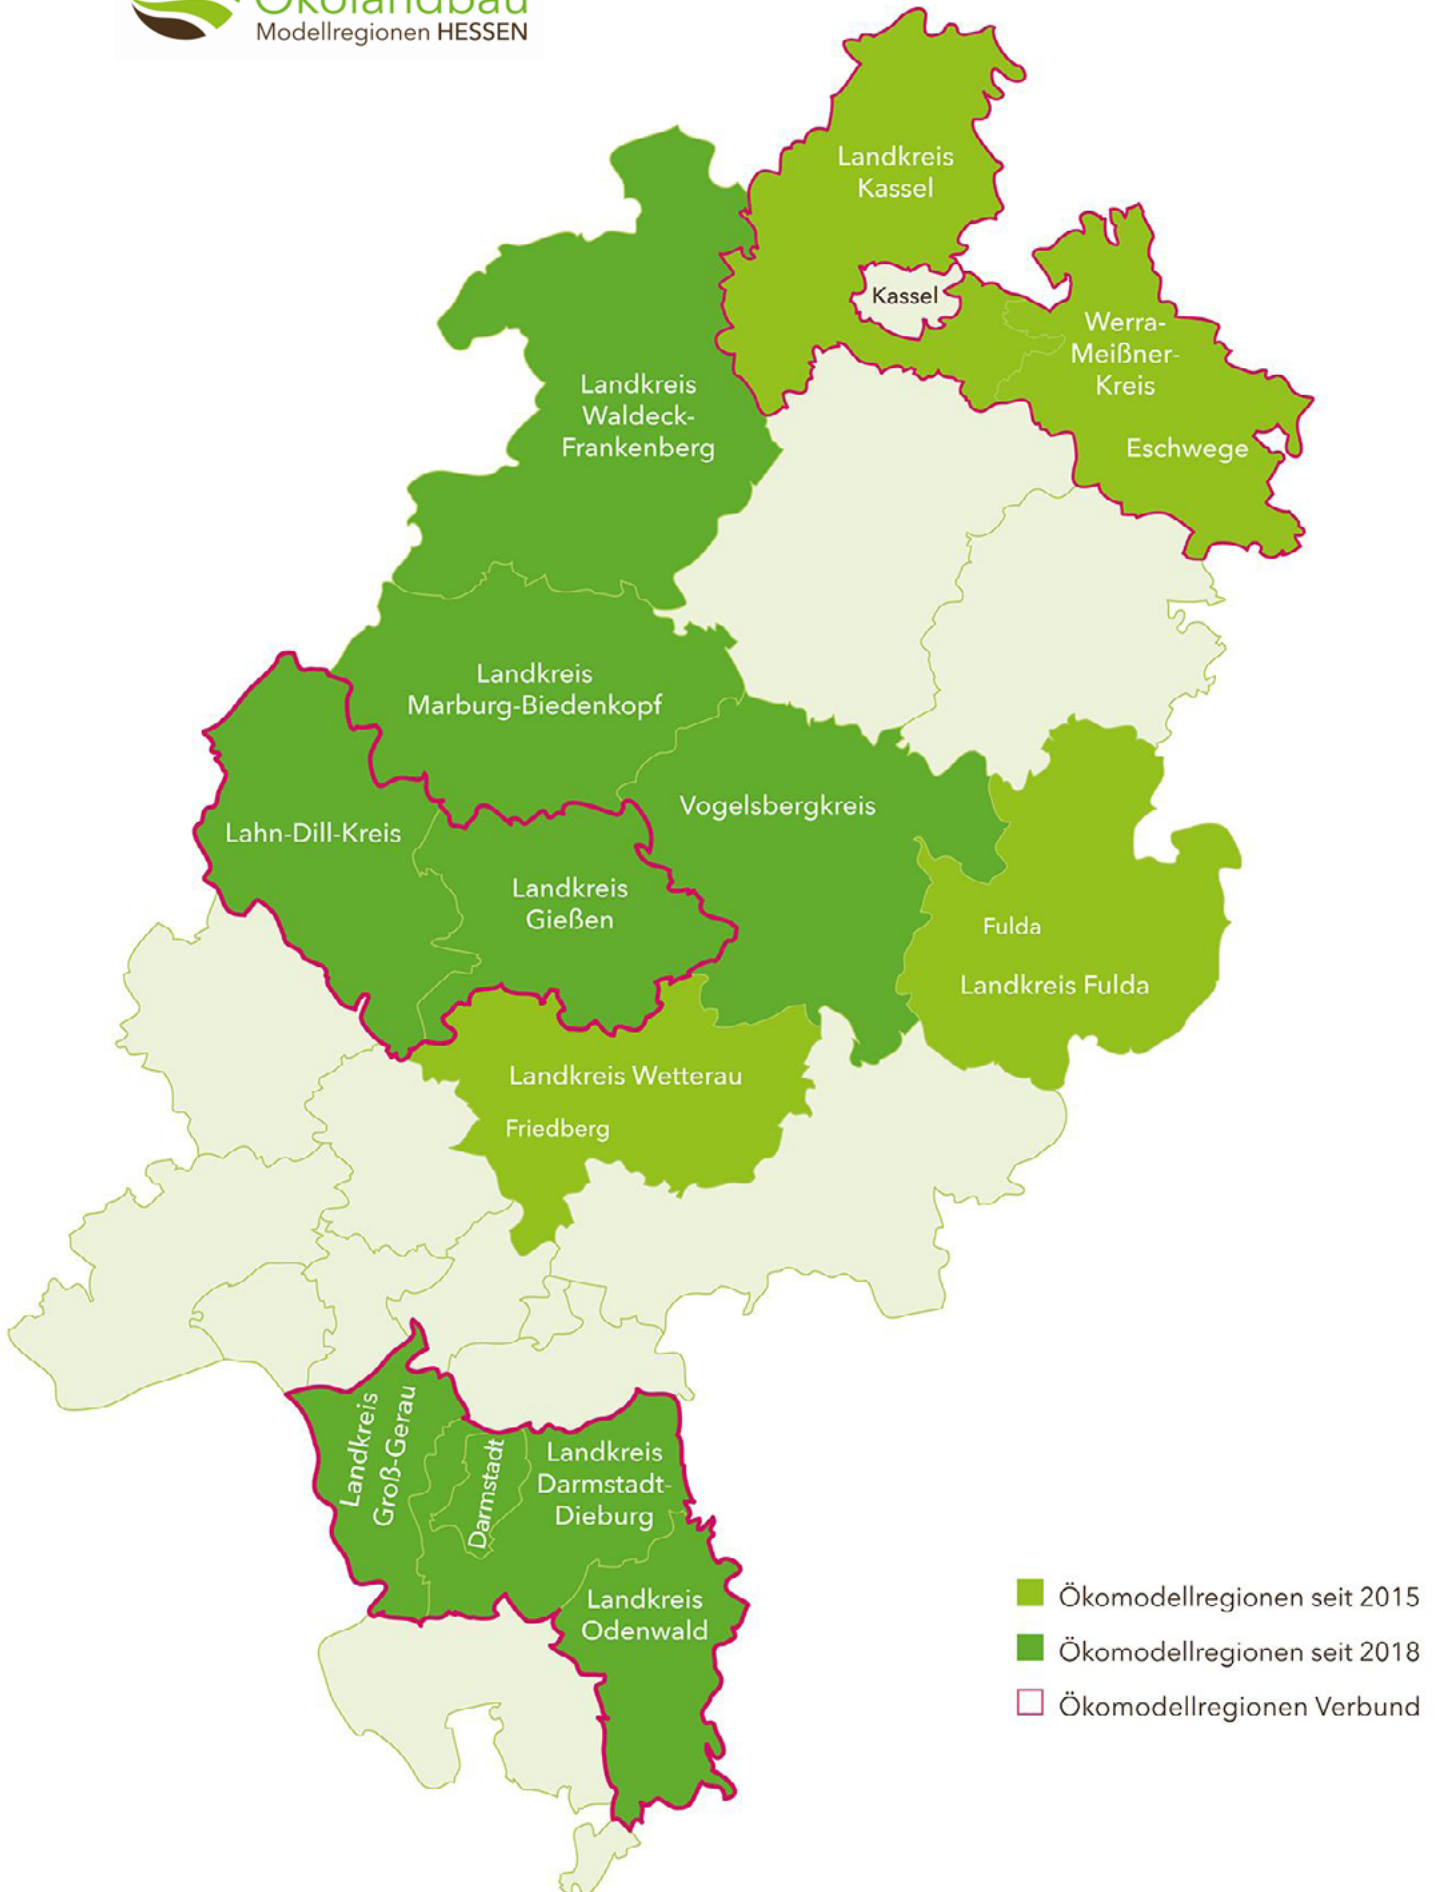 Ökolandbau
Modellregionen HESSEN
Landkreis
Kassel
Kassel
Werra-
Meißner-
Kreis
Eschwege
Landkreis
Waldeck-
Frankenberg
Landkreis
Marburg-Biedenkopf
Vogelsbergkreis
Lahn-Dill-Kreis
Landkreis
Gießen
Fulda
Landkreis Fulda
Landkreis Wetterau
Friedberg
Landkreis
Groß-Gerau
Darmstadt
Landkreis
Darmstadt-
Dieburg
Landkreis
Odenwald
Ökomodellregionen seit 2015
Ökomodellregionen seit 2018
Ökomodellregionen Verbund